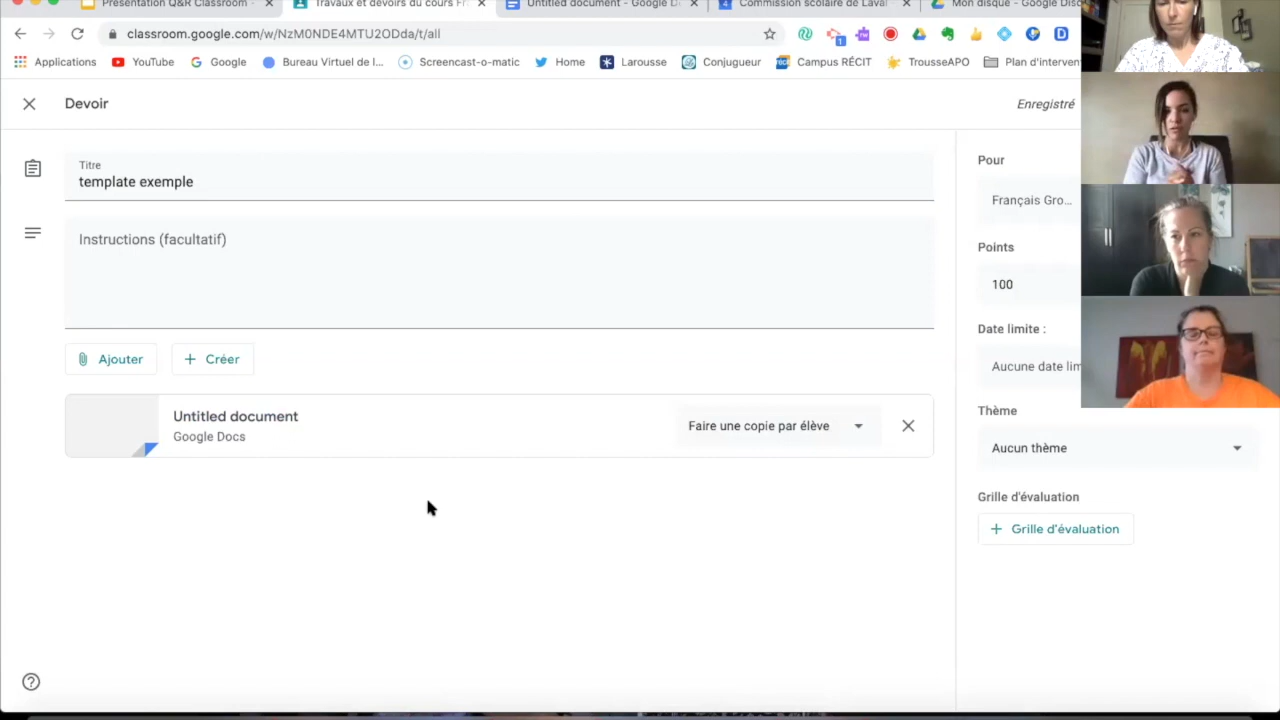 Présentation Q&R Classroom -
Travaux et devoirs du cours Fr
Untitled document - Google D
Commission scolaire de Laval
Mon disque - Google Dis
classroom.google.com/w/NzM0NDE4MTU2ODda/t/all
Applications
YouTube
Google
Bureau Virtuel de l...
Screencast-o-matic
Home
Larousse
Conjugueur
Campus RÉCIT
TrousseAPO
Plan d'interven
Devoir
Enregistré
Titre
template exemple
Instructions (facultatif)
Ajouter
Créer
Untitled document
Google Docs
Faire une copie par élève
Pour
Français Gro...
Points
100
Date limite :
Aucune date lim
Thème
Aucun thème
Grille d'évaluation
Grille d'évaluation